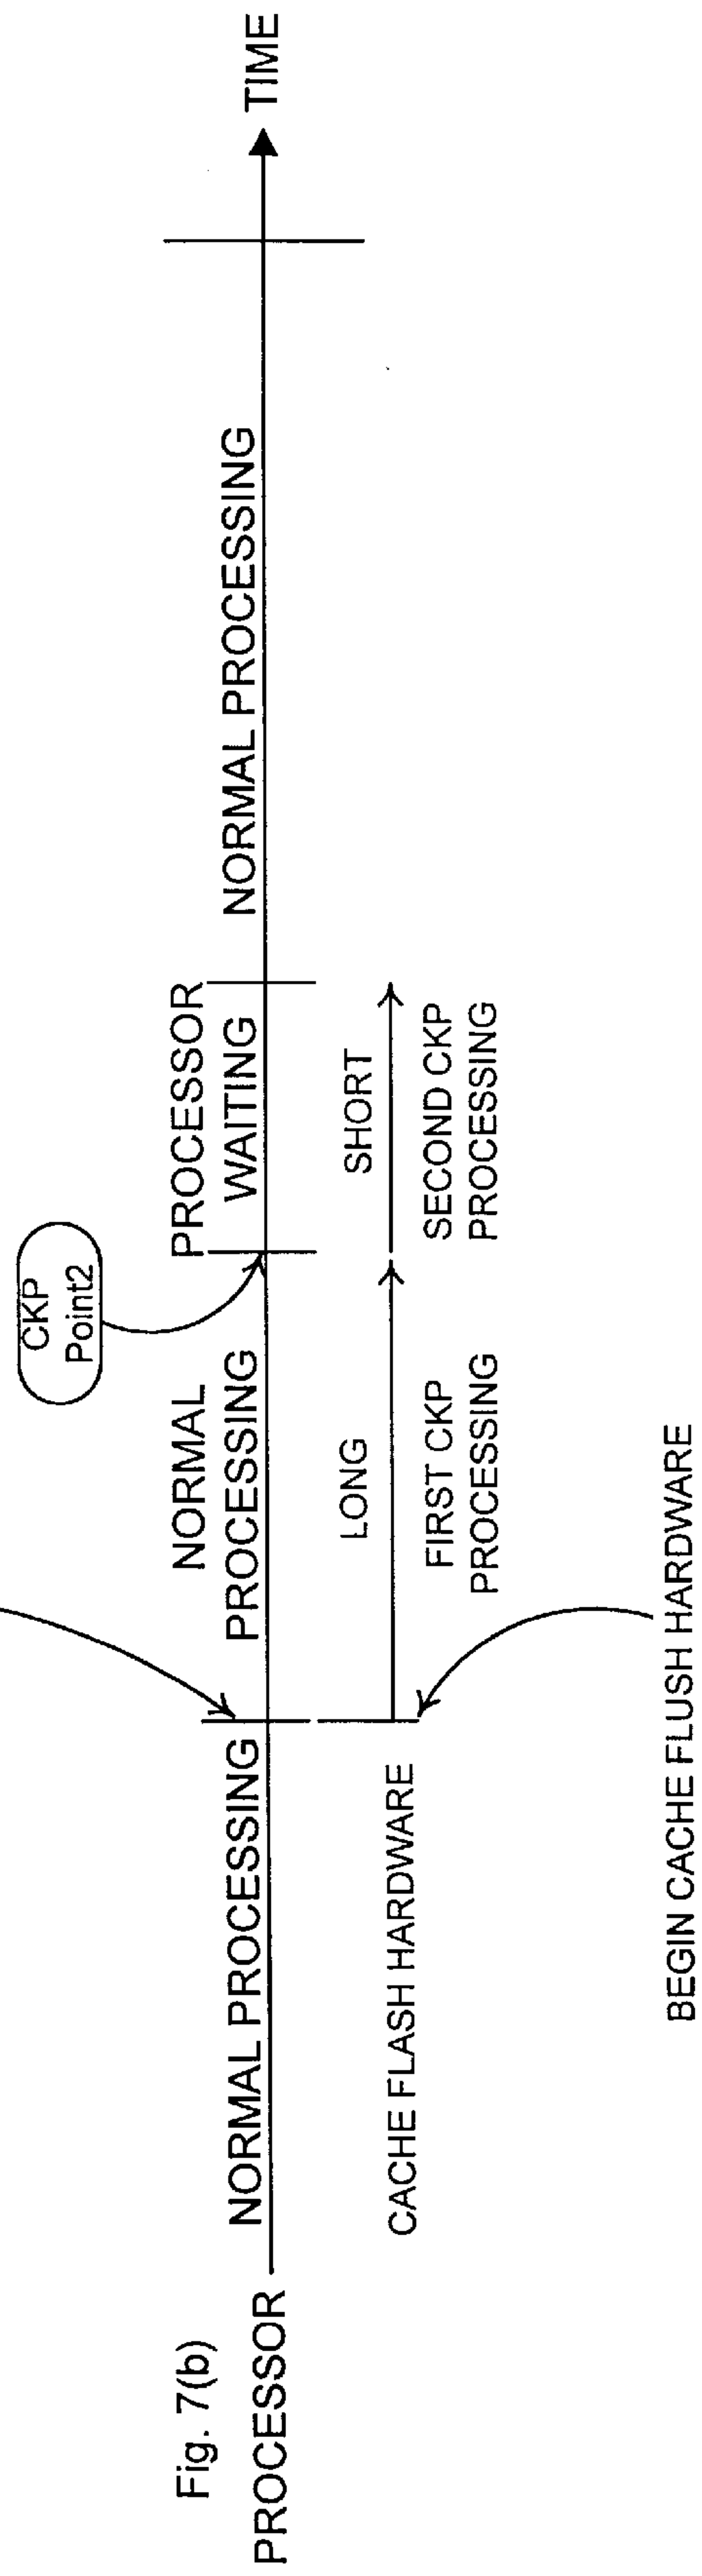 Fig. 7(b)
CKP
Point2
PROCESSOR
NORMAL PROCESSING
NORMAL
PROCESSING
PROCESSOR
WAITING
NORMAL PROCESSING
TIME
CACHE FLASH HARDWARE
LONG
SHORT
FIRST CKP
PROCESSING
SECOND CKP
PROCESSING
BEGIN CACHE FLUSH HARDWARE